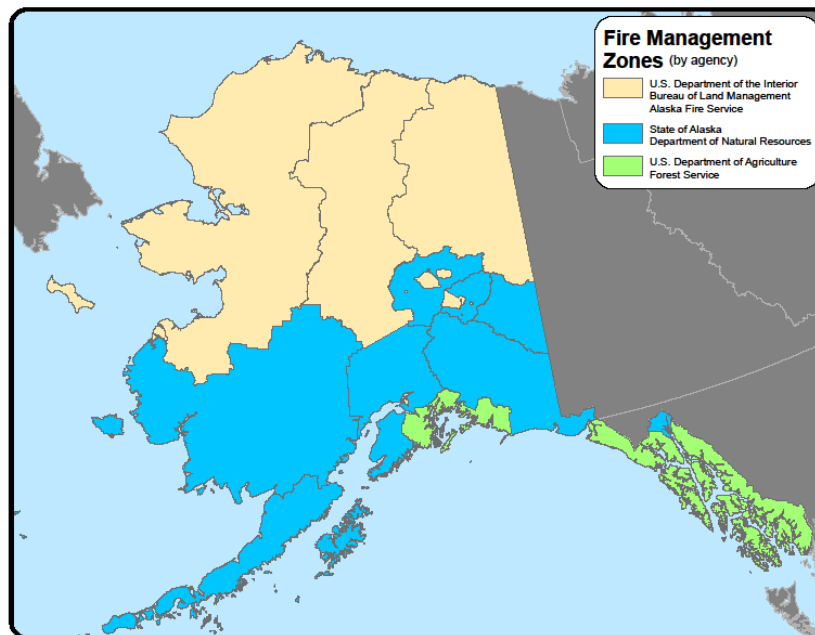 Fire Management
Zones (by agency)
U.S. Department of the Interior
Bureau of Land Management
Alaska Fire Service
State of Alaska
Department of Natural Resources
U.S. Department of Agriculture
Forest Service